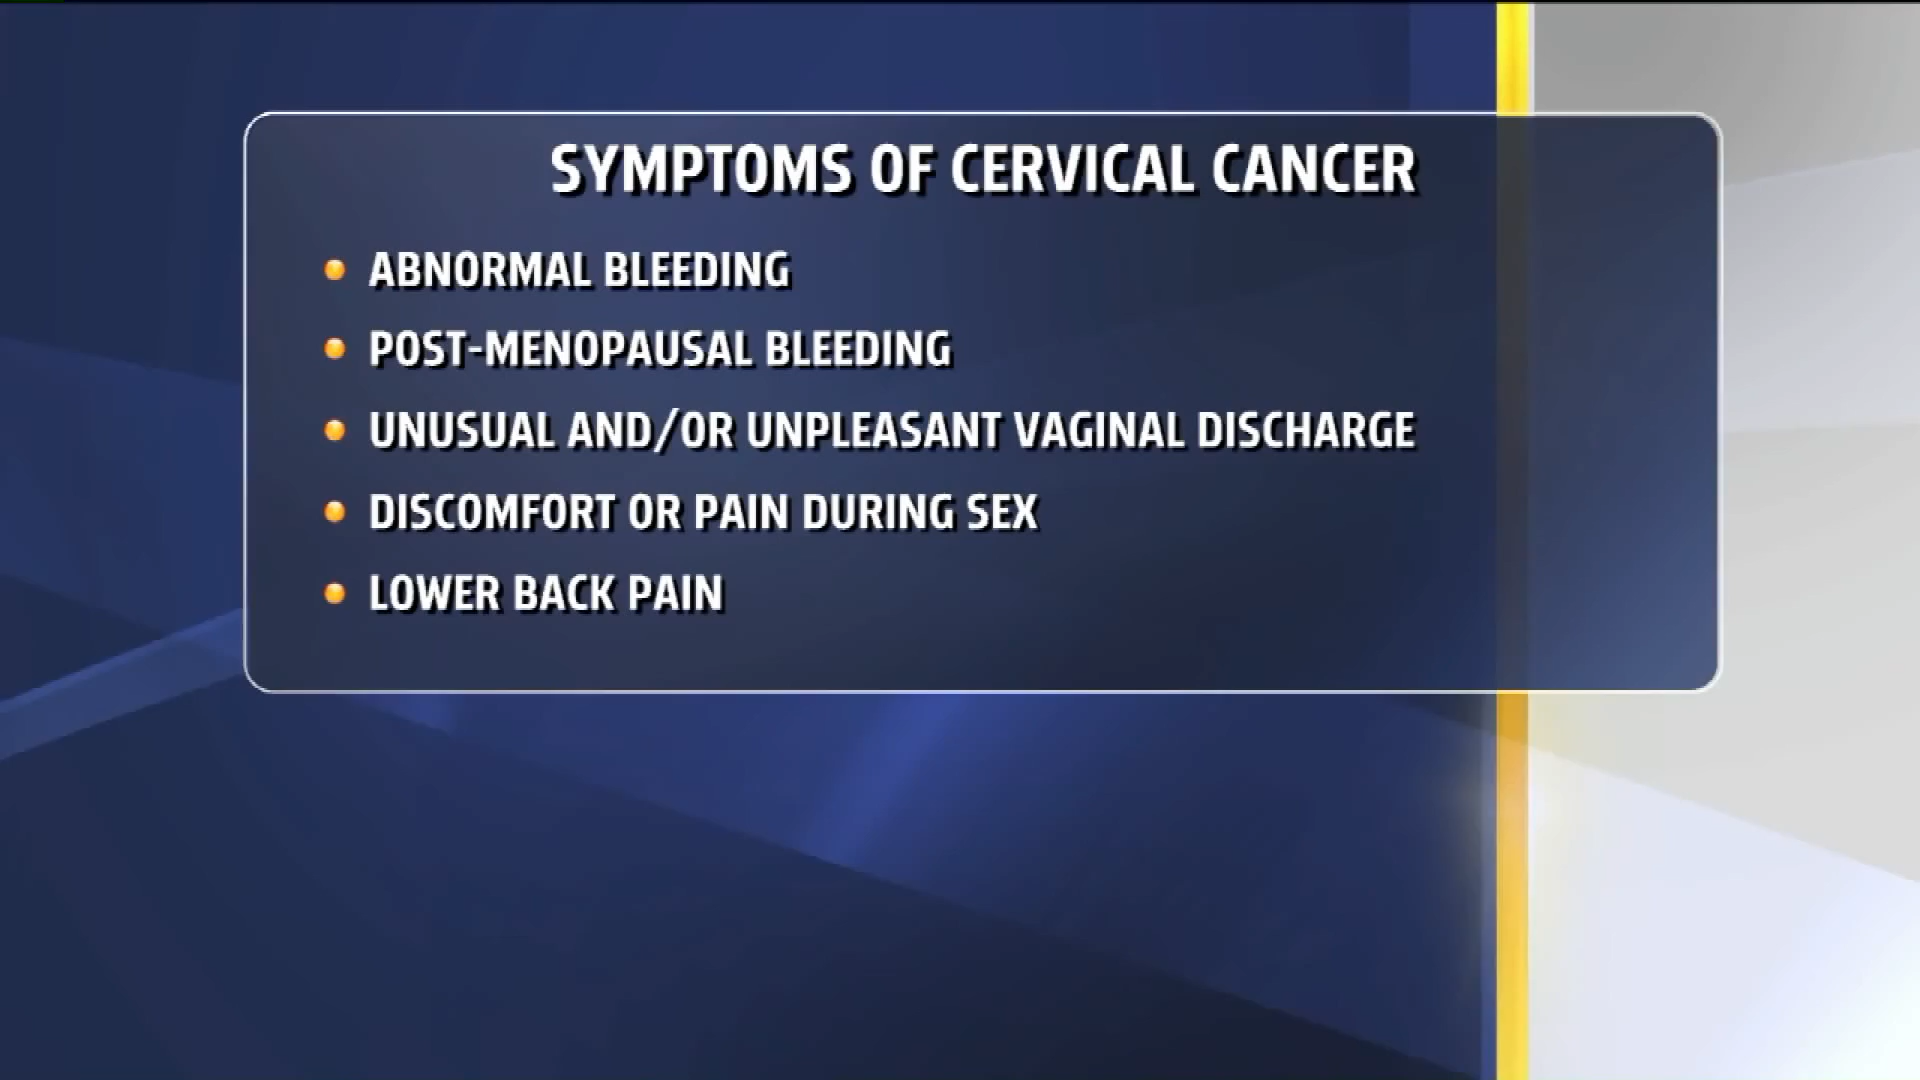 SYMPTOMS OF CERVICAL CANCER
ABNORMAL BLEEDING
POST-MENOPAUSAL BLEEDING
UNUSUAL AND/OR UNPLEASANT VAGINAL DISCHARGE
DISCOMFORT OR PAIN DURING SEX
LOWER BACK PAIN